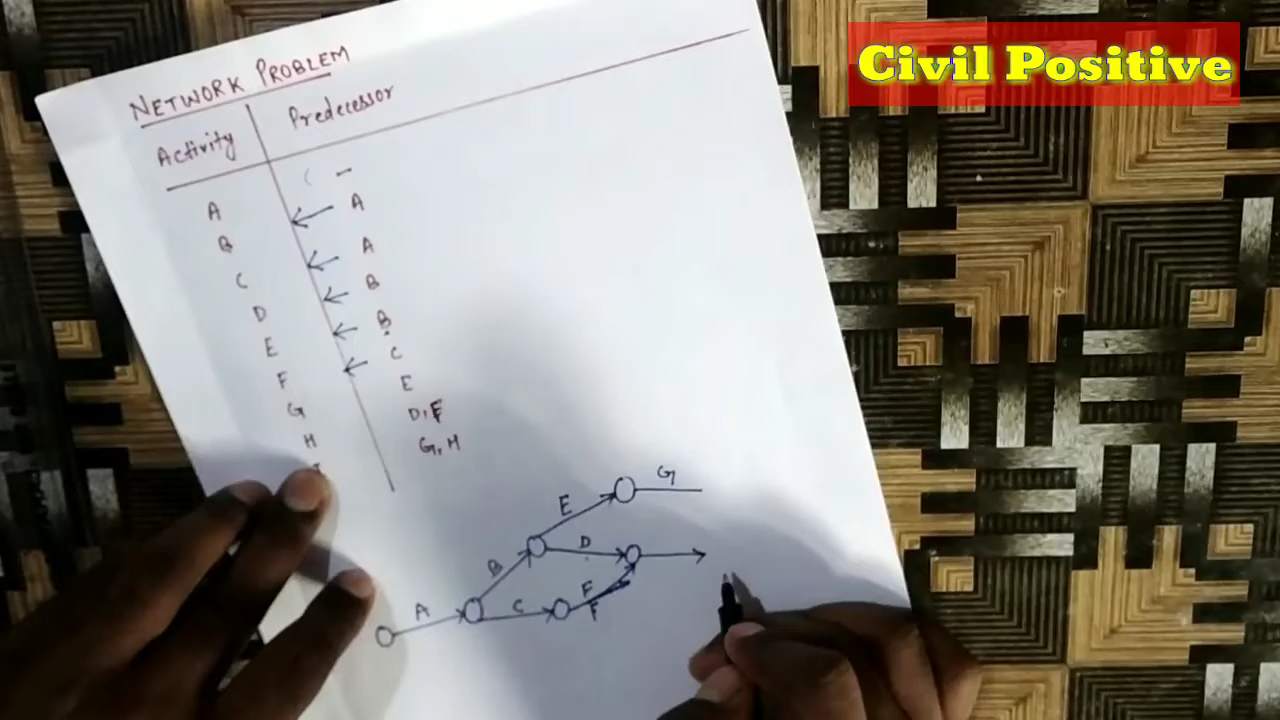 Civil Positive
NETWORK PROBLEM
Activity Predecessor
A -
B A
C A
D B
E B
F C
G E
H D, F
G, H
E G
B D
A C F
F